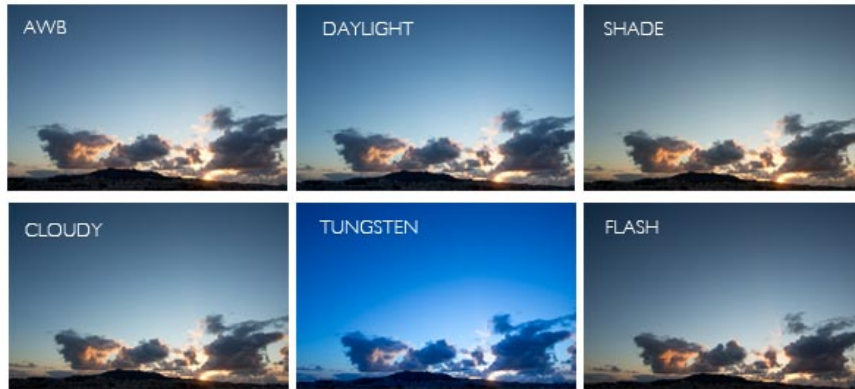 AWB
DAYLIGHT
SHADE
CLOUDY
TUNGSTEN
FLASH